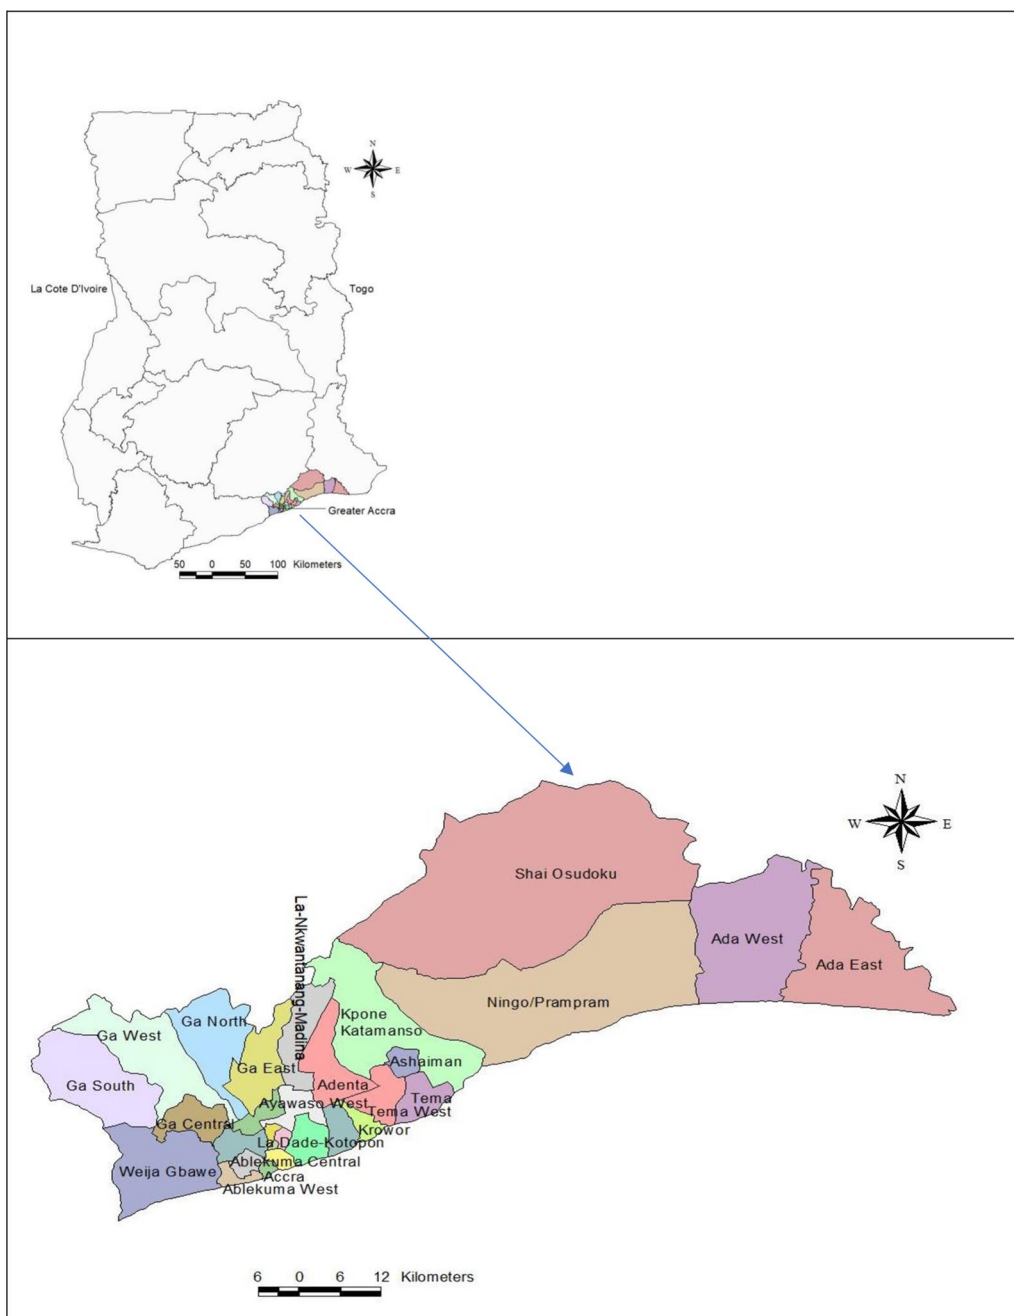 N
W E
S
La Cote D'Ivoire
Togo
Greater Accra
50 0 50 100 Kilometers
N
W E
S
Shai Osudoku
Ada West
Ada East
Ningo/Prampram
La-Nkwantanang-Madina
Kpone
Katamanso
Ga North
Ga West
Ga East
Ashaiman
Ga South
Adenta
Tema
Ayawaso West
Tema West
Ga Central
Krowor
La Dade-Kotopon
Ablekuma Central
Weija Gbawe
Accra
Ablekuma West
6 0 6 12 Kilometers